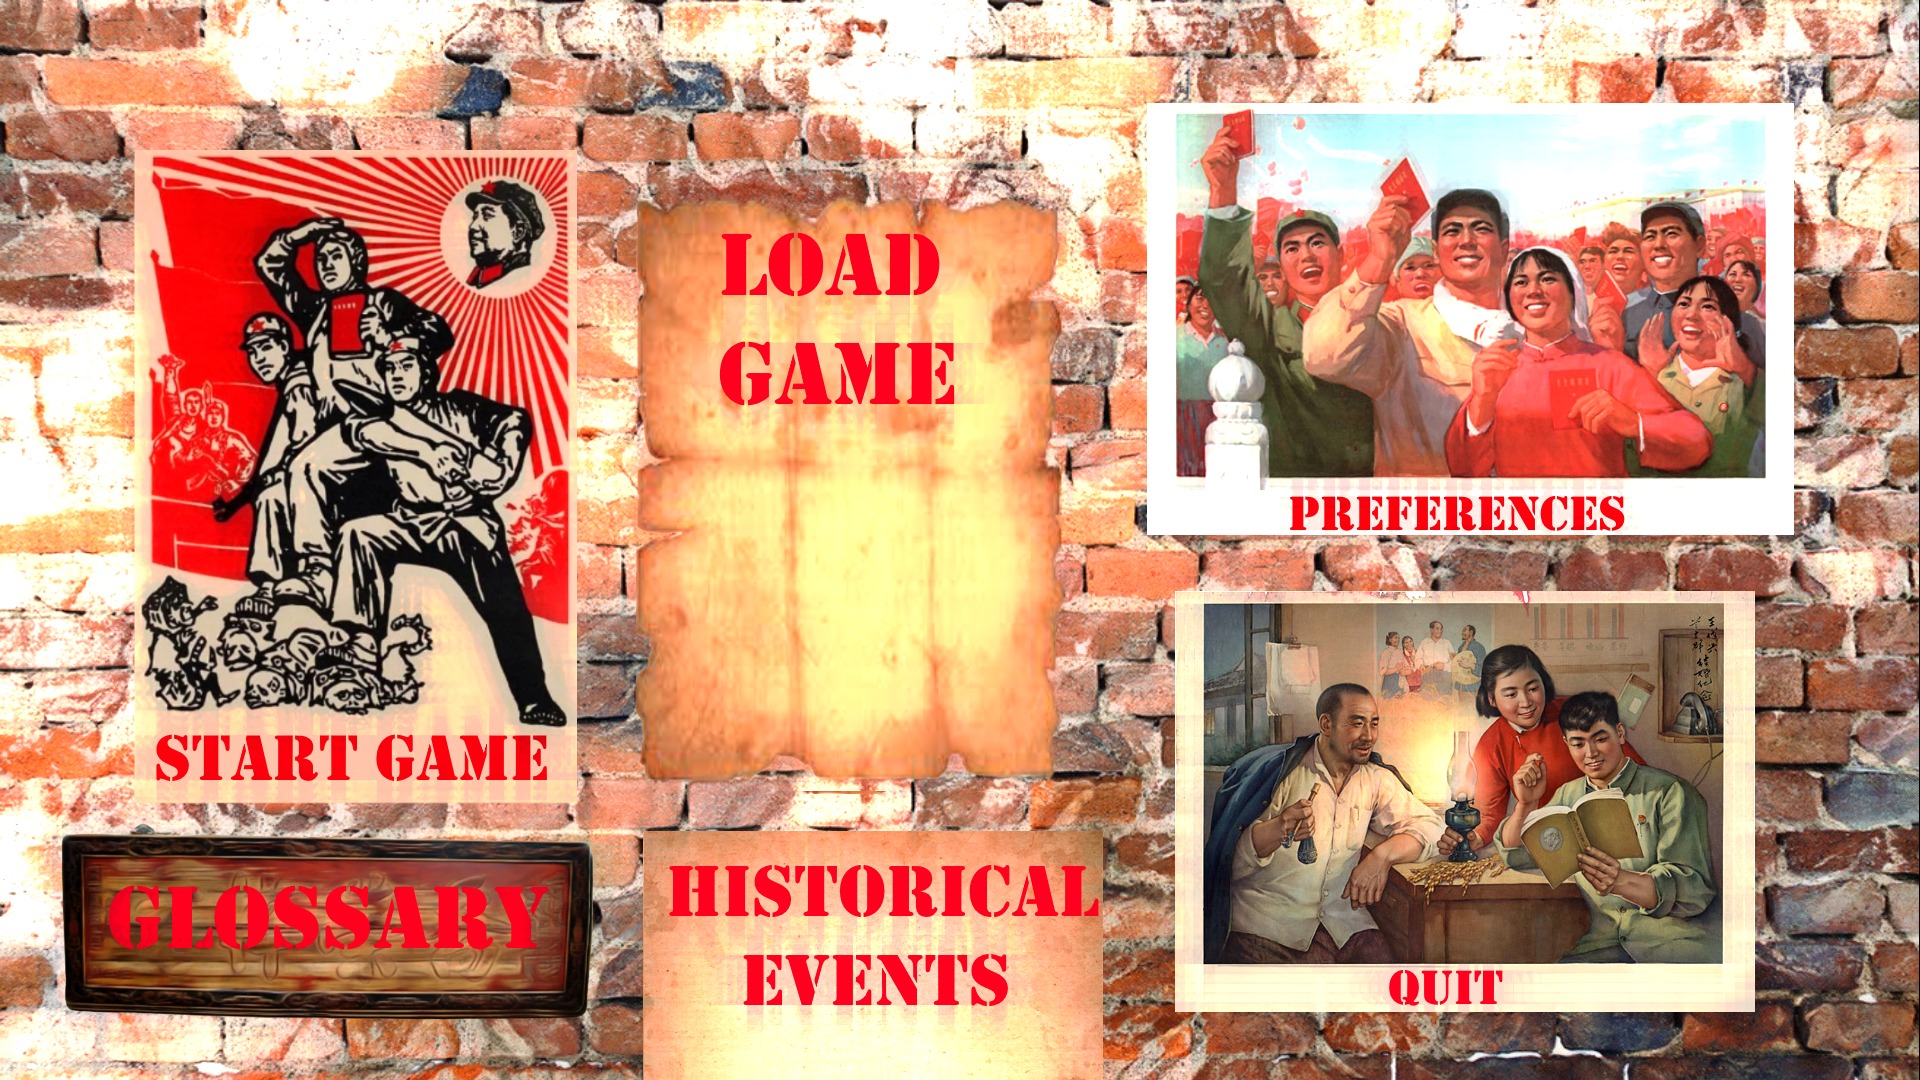 START GAME
LOAD
GAME
PREFERENCES
GLOSSARY
HISTORICAL
EVENTS
QUIT